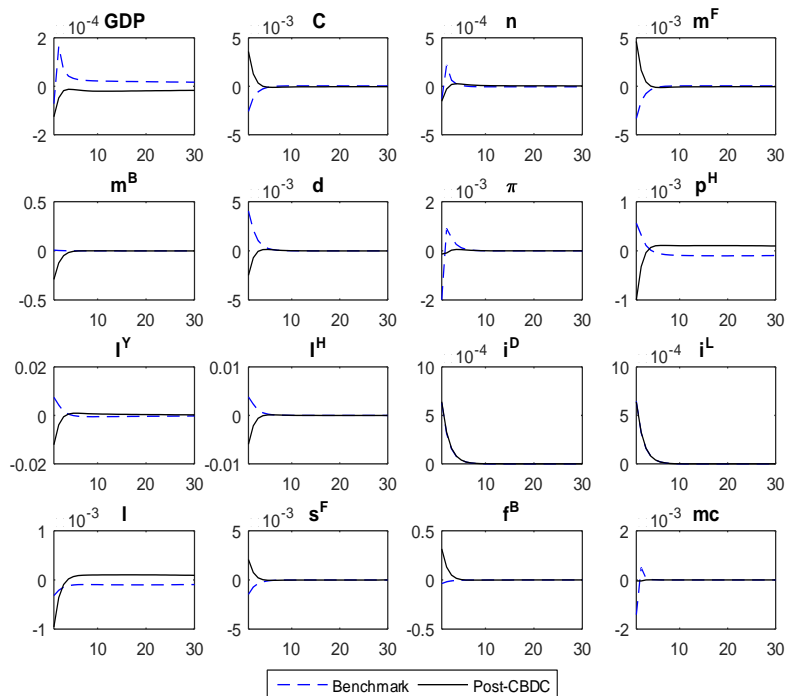 GDP C n m^F
×10^-4 ×10^-3 ×10^-4 ×10^-3
2 5 5 5
0 0 0 0
-2 -5 -5 -5
10 20 30 10 20 30 10 20 30 10 20 30
m^B d π p^H
×10^-3 ×10^-3 ×10^-3
0.5 5 2 1
0 0 0 0
-0.5 -5 -2 -1
10 20 30 10 20 30 10 20 30 10 20 30
I^Y I^H i^D i^L
×10^-4 ×10^-4
0.02 0.01 10 10
0 0 5 5
-0.02 -0.01 0 0
10 20 30 10 20 30 10 20 30 10 20 30
I s^F f^B mc
×10^-3 ×10^-3 ×10^-3
1 5 0.5 2
0 0 0 0
-1 -5 -0.5 -2
10 20 30 10 20 30 10 20 30 10 20 30
Benchmark Post-CBDC